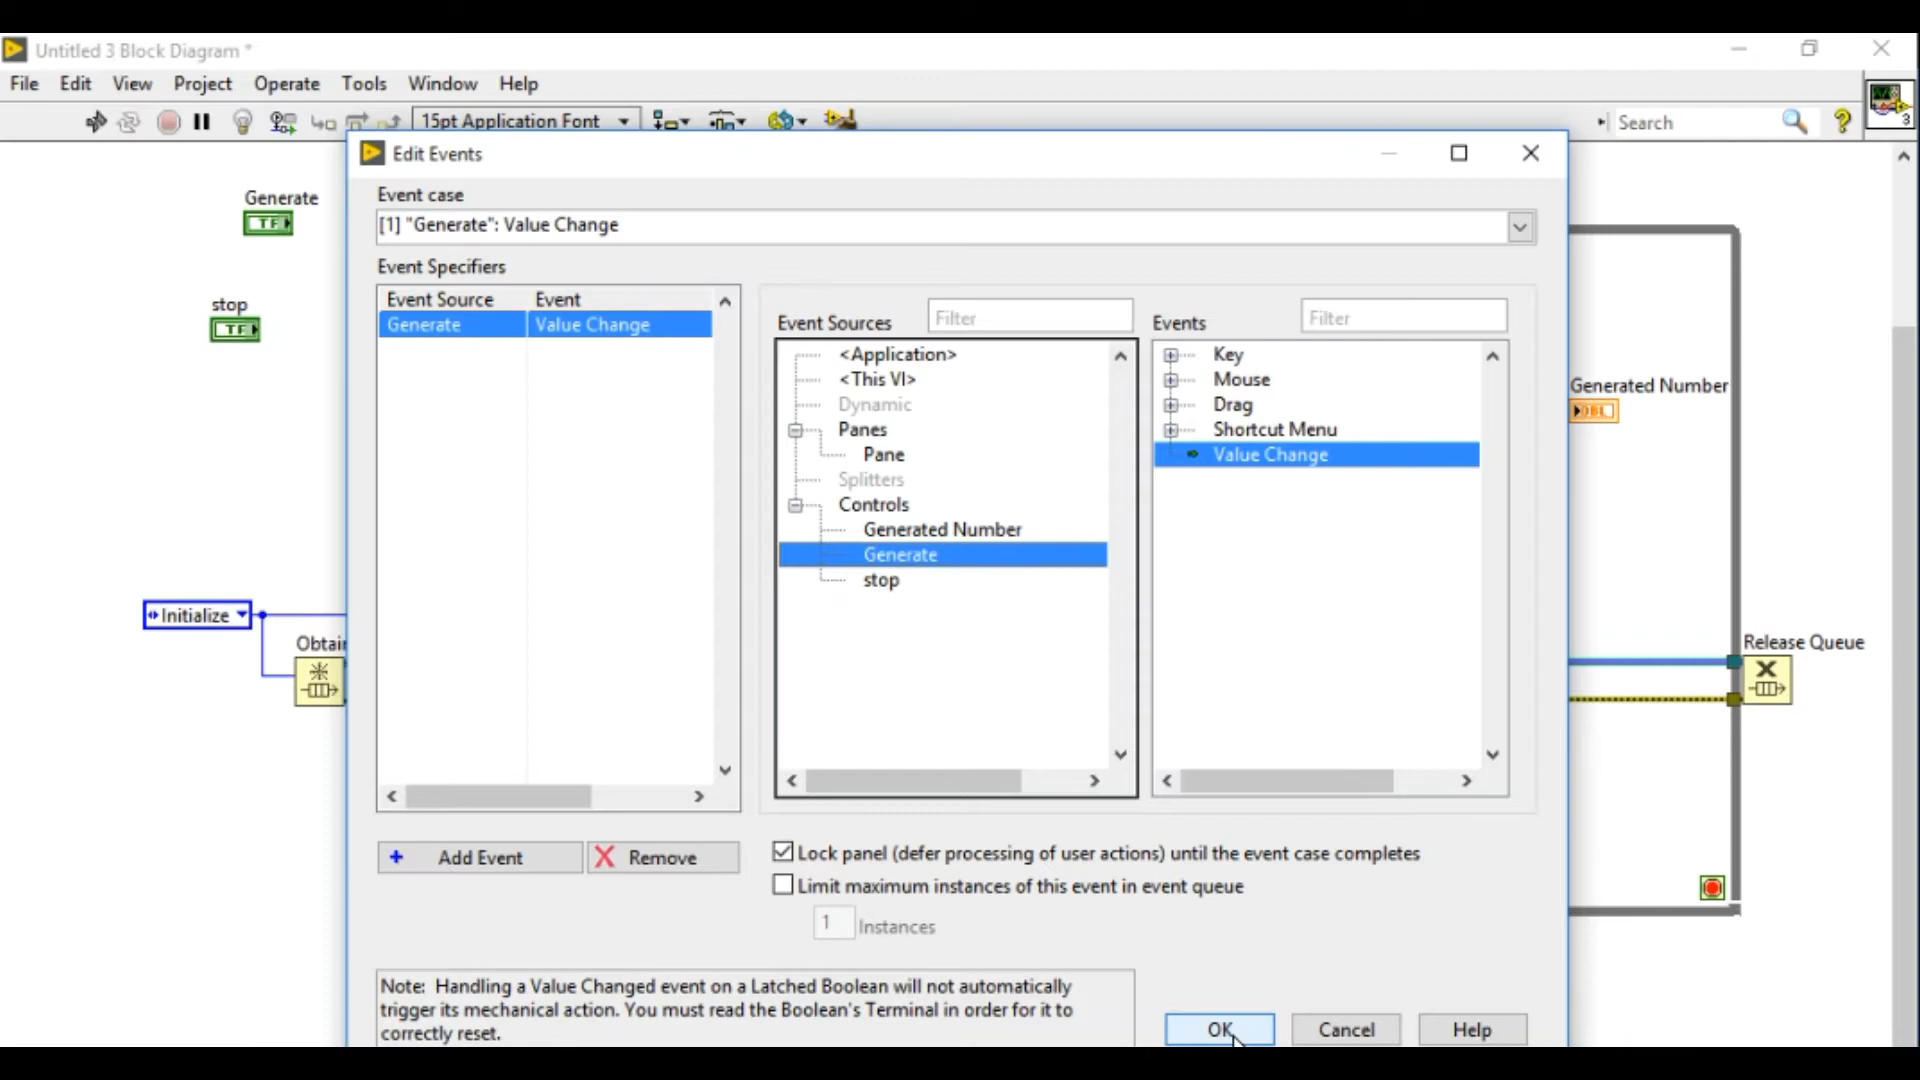 Untitled 3 Block Diagram *
File Edit View Project Operate Tools Window Help
15pt Application Font
Search
3
Edit Events
Event case
[1] "Generate": Value Change
Event Specifiers
Event Source Event
Generate Value Change
Event Sources Filter
<Application>
<This VI>
Dynamic
Panes
Pane
Splitters
Controls
Generated Number
Generate
stop
Events Filter
Key
Mouse
Drag
Shortcut Menu
Value Change
Add Event Remove
Lock panel (defer processing of user actions) until the event case completes
Limit maximum instances of this event in event queue
1 Instances
Note: Handling a Value Changed event on a Latched Boolean will not automatically
trigger its mechanical action. You must read the Boolean's Terminal in order for it to
correctly reset.
OK Cancel Help
Generate
TF
stop
TF
Initialize
Obtain
Generated Number
DBL
Release Queue